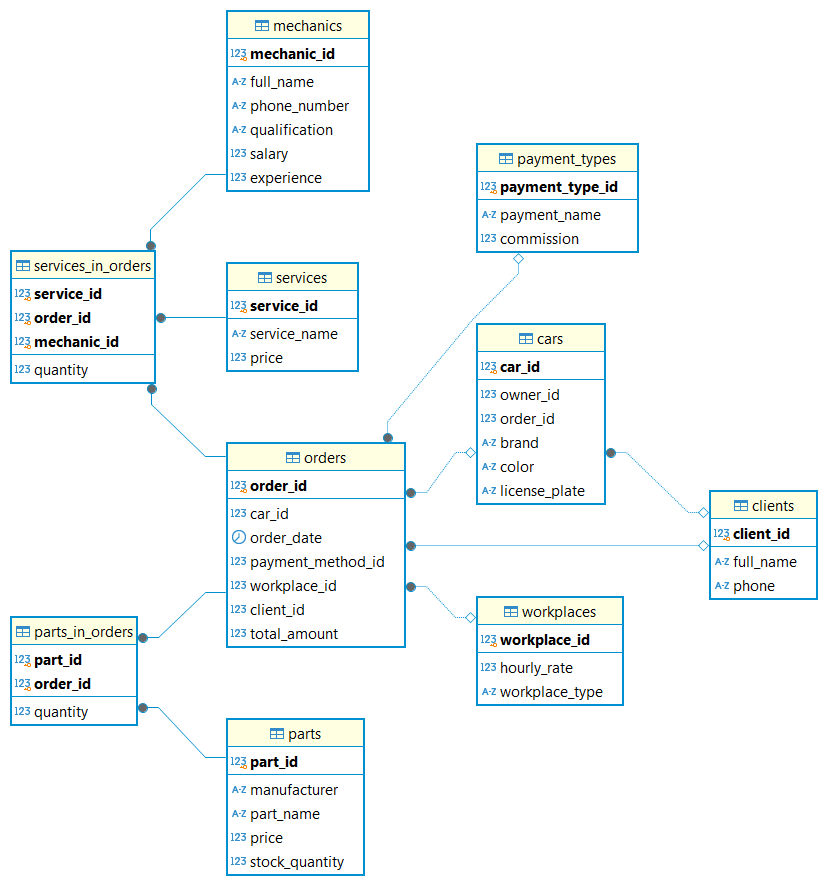 mechanics
123 mechanic_id
A-Z full_name
A-Z phone_number
A-Z qualification
123 salary
123 experience
payment_types
123 payment_type_id
A-Z payment_name
123 commission
services_in_orders
123 service_id
123 order_id
123 mechanic_id
123 quantity
services
123 service_id
A-Z service_name
123 price
cars
123 car_id
123 owner_id
123 order_id
A-Z brand
A-Z color
A-Z license_plate
orders
123 order_id
123 car_id
order_date
123 payment_method_id
123 workplace_id
123 client_id
123 total_amount
clients
123 client_id
A-Z full_name
A-Z phone
workplaces
123 workplace_id
123 hourly_rate
A-Z workplace_type
parts_in_orders
123 part_id
123 order_id
123 quantity
parts
123 part_id
A-Z manufacturer
A-Z part_name
123 price
123 stock_quantity